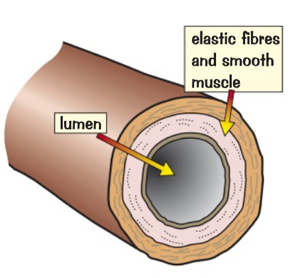 elastic fibres
and smooth
muscle
lumen